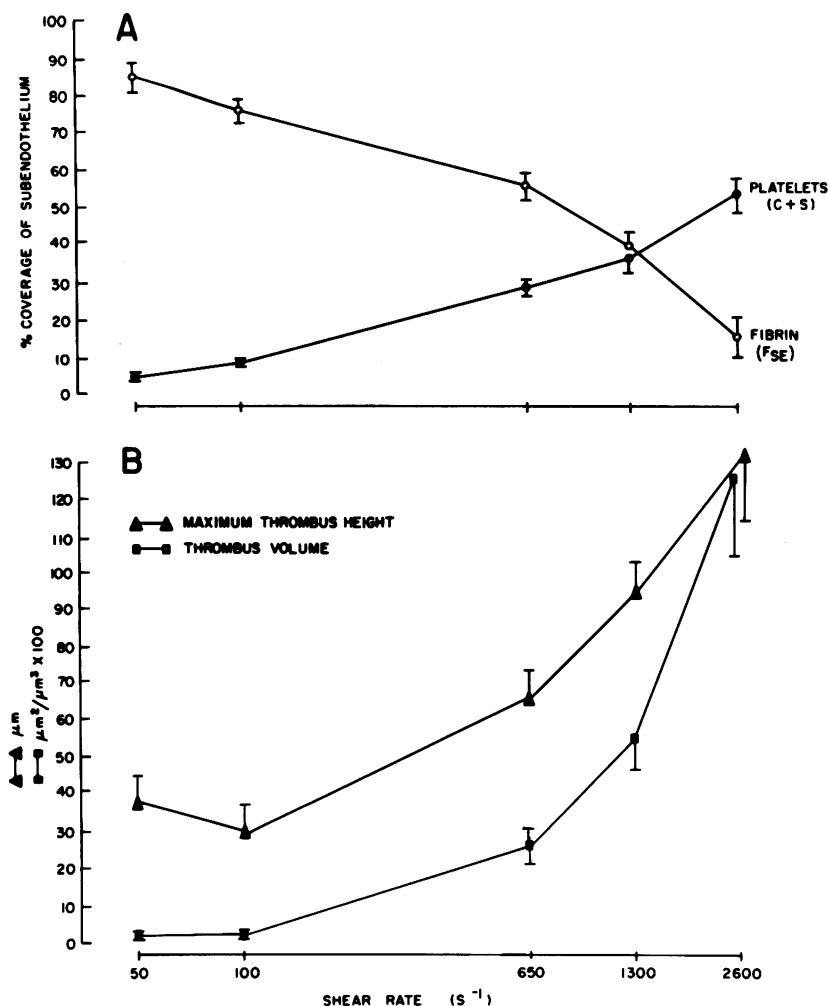 A
% COVERAGE OF SUBENDOTHELIUM
100
90
80
70
60
50
40
30
20
10
0
PLATELETS
(C + S)
FIBRIN
(FSE)
B
MAXIMUM THROMBUS HEIGHT
THROMBUS VOLUME
μm
μm²/μm³ X 100
130
120
110
100
90
80
70
60
50
40
30
20
10
0
50
100
650
1300
2600
SHEAR RATE (S⁻¹)